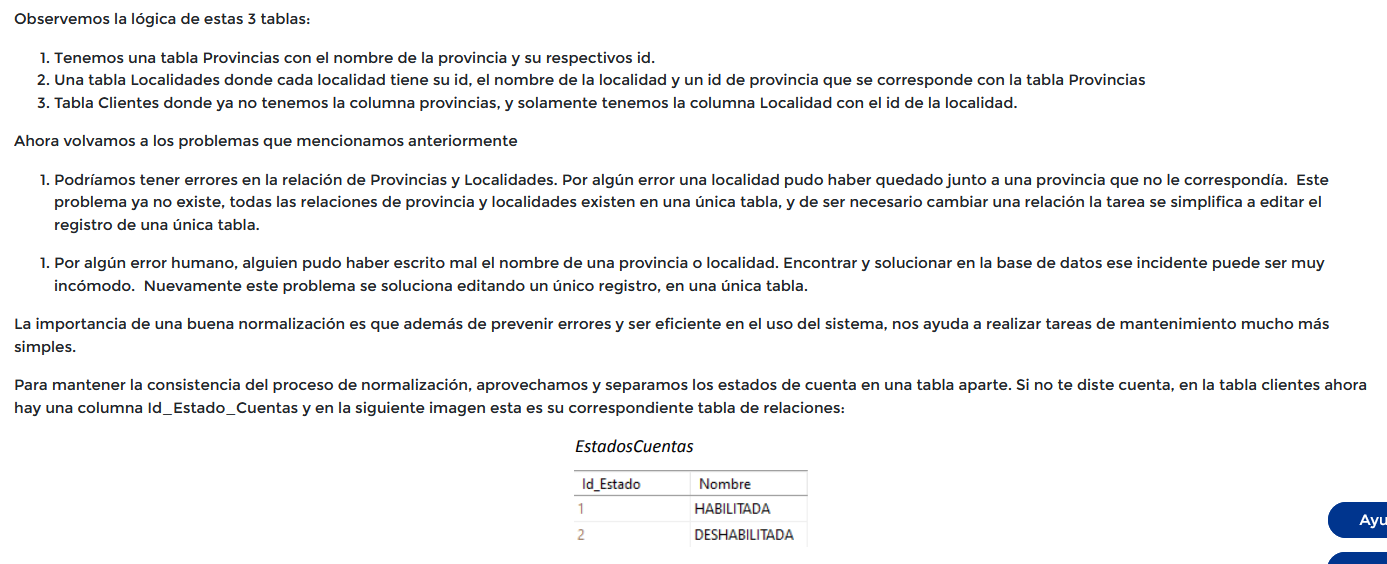 Observemos la lógica de estas 3 tablas:
1. Tenemos una tabla Provincias con el nombre de la provincia y su respectivos id.
2. Una tabla Localidades donde cada localidad tiene su id, el nombre de la localidad y un id de provincia que se corresponde con la tabla Provincias
3. Tabla Clientes donde ya no tenemos la columna provincias, y solamente tenemos la columna Localidad con el id de la localidad.
Ahora volvamos a los problemas que mencionamos anteriormente
1. Podríamos tener errores en la relación de Provincias y Localidades. Por algún error una localidad pudo haber quedado junto a una provincia que no le correspondía. Este
problema ya no existe, todas las relaciones de provincia y localidades existen en una única tabla, y de ser necesario cambiar una relación la tarea se simplifica a editar el
registro de una única tabla.
1. Por algún error humano, alguien pudo haber escrito mal el nombre de una provincia o localidad. Encontrar y solucionar en la base de datos ese incidente puede ser muy
incómodo. Nuevamente este problema se soluciona editando un único registro, en una única tabla.
La importancia de una buena normalización es que además de prevenir errores y ser eficiente en el uso del sistema, nos ayuda a realizar tareas de mantenimiento mucho más
simples.
Para mantener la consistencia del proceso de normalización, aprovechamos y separamos los estados de cuenta en una tabla aparte. Si no te diste cuenta, en la tabla clientes ahora
hay una columna Id_Estado_Cuentas y en la siguiente imagen esta es su correspondiente tabla de relaciones:
EstadosCuentas
Id_Estado Nombre
1 HABILITADA
2 DESHABILITADA
Ayu